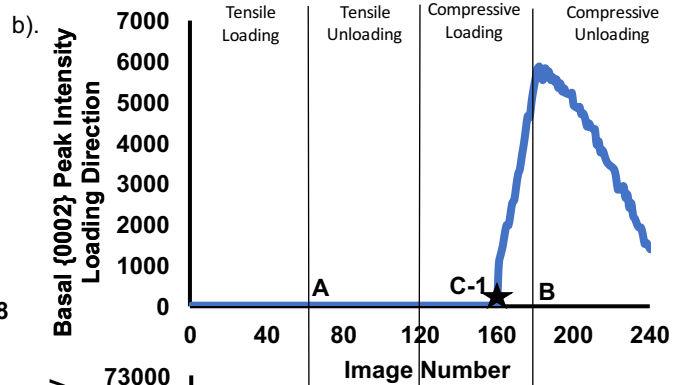 b).
Tensile
Loading
Tensile
Unloading
Compressive
Loading
Compressive
Unloading
Basal {0002} Peak Intensity
Loading Direction
7000
6000
5000
4000
3000
2000
1000
0
A
C-1
B
8
0
40
80
120
160
200
240
Image Number
73000